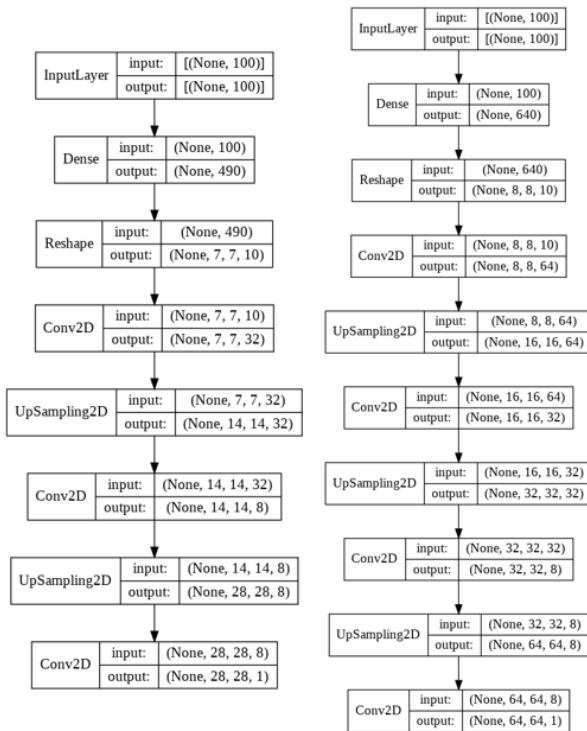 InputLayer input: [(None, 100)]
output: [(None, 100)]
Dense input: (None, 100)
output: (None, 490)
Reshape input: (None, 490)
output: (None, 7, 7, 10)
Conv2D input: (None, 7, 7, 10)
output: (None, 7, 7, 32)
UpSampling2D input: (None, 7, 7, 32)
output: (None, 14, 14, 32)
Conv2D input: (None, 14, 14, 32)
output: (None, 14, 14, 8)
UpSampling2D input: (None, 14, 14, 8)
output: (None, 28, 28, 8)
Conv2D input: (None, 28, 28, 8)
output: (None, 28, 28, 1)
InputLayer input: [(None, 100)]
output: [(None, 100)]
Dense input: (None, 100)
output: (None, 640)
Reshape input: (None, 640)
output: (None, 8, 8, 10)
Conv2D input: (None, 8, 8, 10)
output: (None, 8, 8, 64)
UpSampling2D input: (None, 8, 8, 64)
output: (None, 16, 16, 64)
Conv2D input: (None, 16, 16, 64)
output: (None, 16, 16, 32)
UpSampling2D input: (None, 16, 16, 32)
output: (None, 32, 32, 32)
Conv2D input: (None, 32, 32, 32)
output: (None, 32, 32, 8)
UpSampling2D input: (None, 32, 32, 8)
output: (None, 64, 64, 8)
Conv2D input: (None, 64, 64, 8)
output: (None, 64, 64, 1)